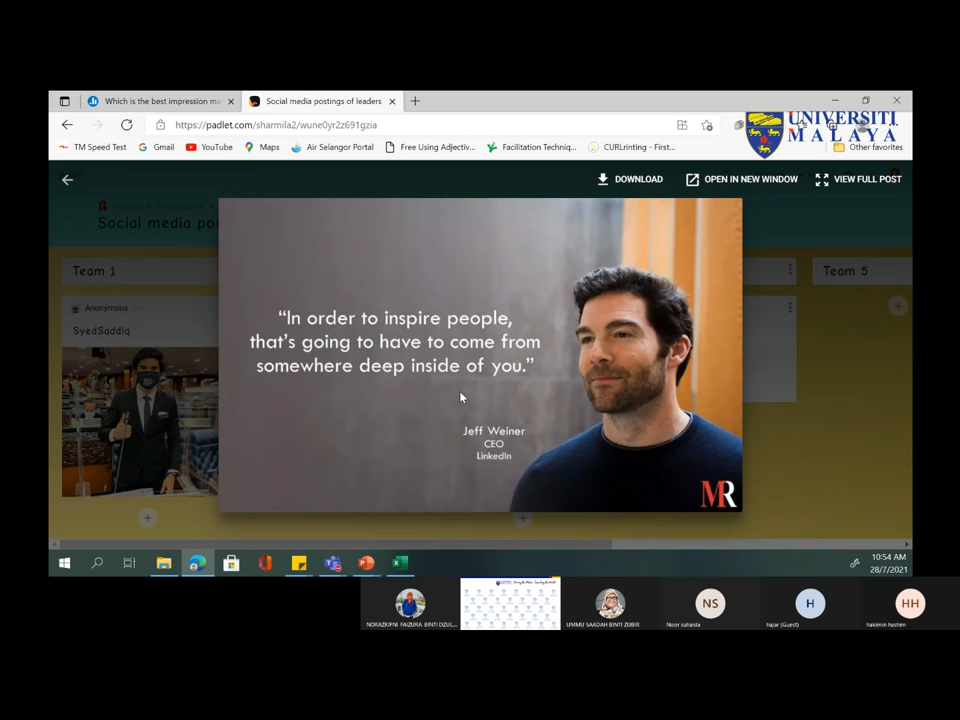 Which is the best impression ma
Social media postings of leaders
UNIVERSITI
MALAYA
https://padlet.com/sharmila2/wune0yr2z691gzia
TM Speed Test
Gmail
YouTube
Maps
Air Selangor Portal
Free Using Adjectiv...
Facilitation Techniq...
CURLrinting - First...
Other favorites
DOWNLOAD
OPEN IN NEW WINDOW
VIEW FULL POST
Social media pos
Team 1
Team 5
Anonymous
SyedSaddiq
“In order to inspire people,
that’s going to have to come from
somewhere deep inside of you.”
Jeff Weiner
CEO
LinkedIn
MR
10:54 AM
28/7/2021
NORAZKIFNI FAIZURA BINTI DZUL...
UMMU SAADAH BINTI ZUBIR
NS
Noor suhaida
H
hajar (Guest)
HH
hakimin hashim